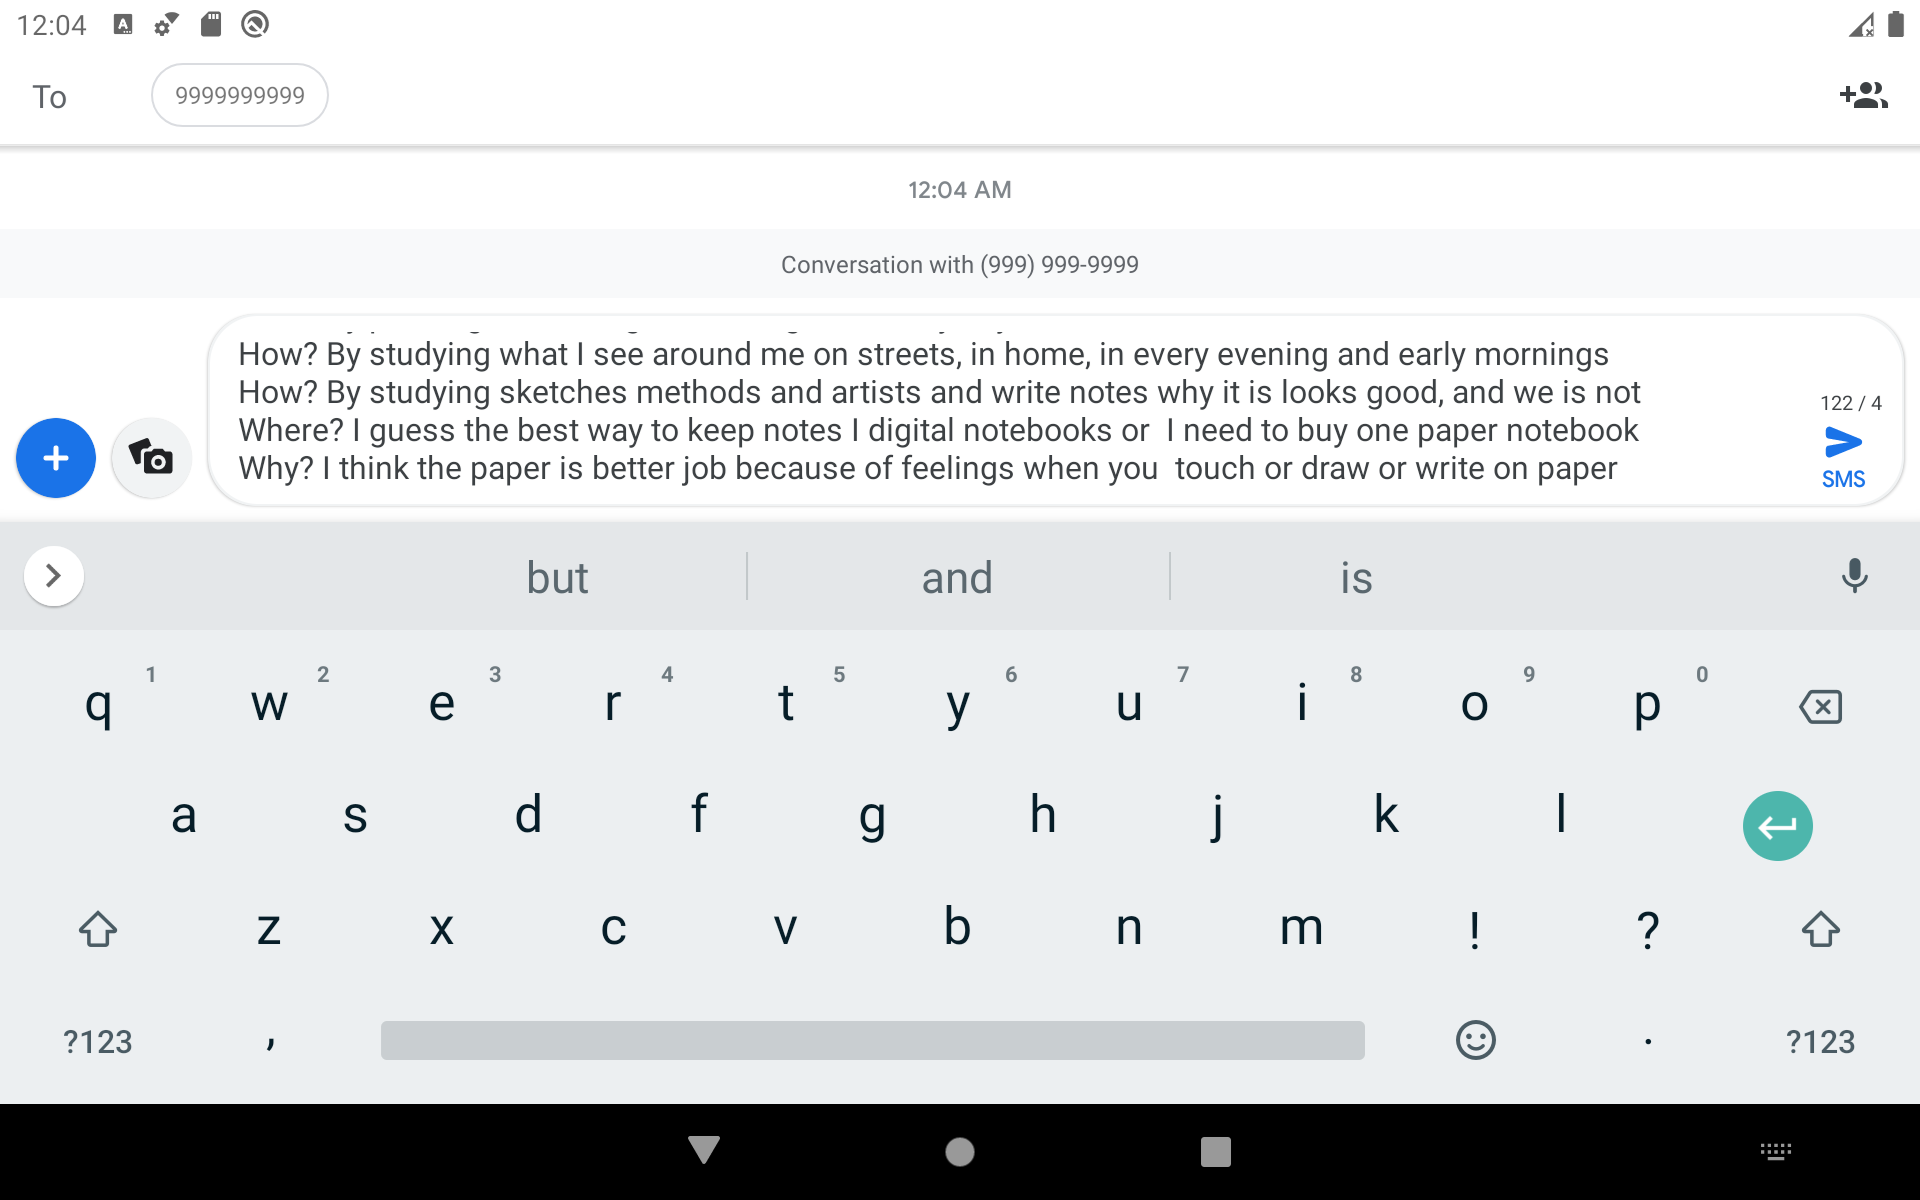 12:04
To
9999999999
12:04 AM
Conversation with (999) 999-9999
How? By studying what I see around me on streets, in home, in every evening and early mornings
How? By studying sketches methods and artists and write notes why it is looks good, and we is not
Where? I guess the best way to keep notes I digital notebooks or  I need to buy one paper notebook
Why? I think the paper is better job because of feelings when you  touch or draw or write on paper
122 / 4
SMS
but and is
1 2 3 4 5 6 7 8 9 0
q w e r t y u i o p
a s d f g h j k l
z x c v b n m ! ?
?123 , . ?123